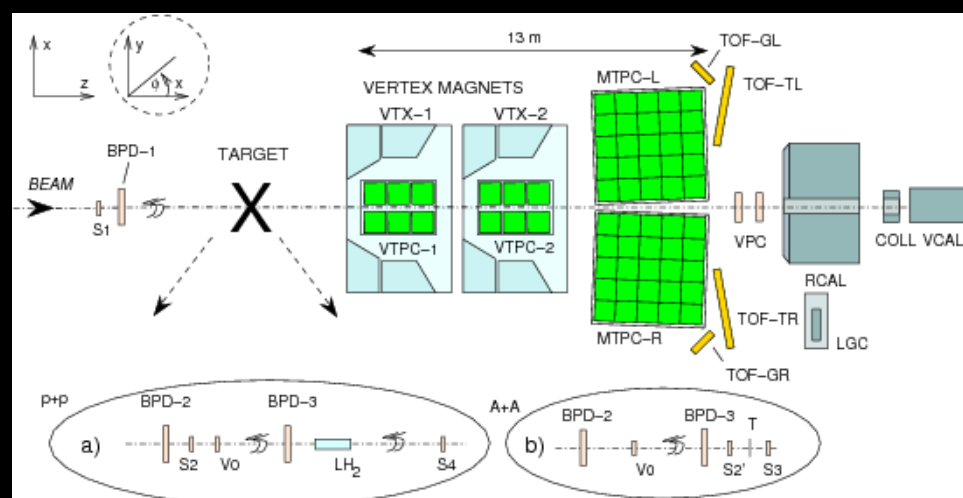 13 m
TOF-GL
x
y
MTPC-L
TOF-TL
VERTEX MAGNETS
z
ϕ
x
VTX-1
VTX-2
BPD-1
TARGET
BEAM
X
S1
VTPC-1
VTPC-2
VPC
COLL
VCAL
RCAL
TOF-TR
MTPC-R
LGC
TOF-GR
p+p
BPD-2
BPD-3
A+A
BPD-2
BPD-3
T
a)
b)
S2
V0
LH2
S4
V0
S2'
S3